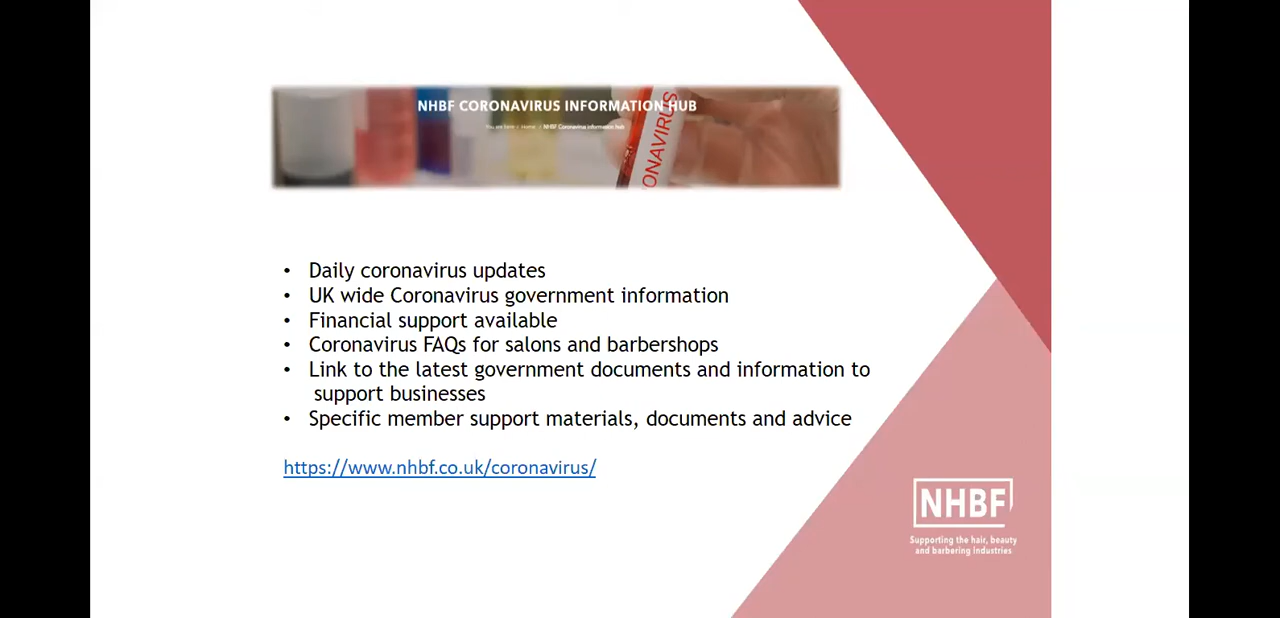 NHBF CORONAVIRUS INFORMATION HUB
You are here > Home / NHBF Coronavirus information hub
ONAVIRUS
• Daily coronavirus updates
• UK wide Coronavirus government information
• Financial support available
• Coronavirus FAQs for salons and barbershops
• Link to the latest government documents and information to
support businesses
• Specific member support materials, documents and advice
https://www.nhbf.co.uk/coronavirus/
NHBF
Supporting the hair, beauty
and barbering industries